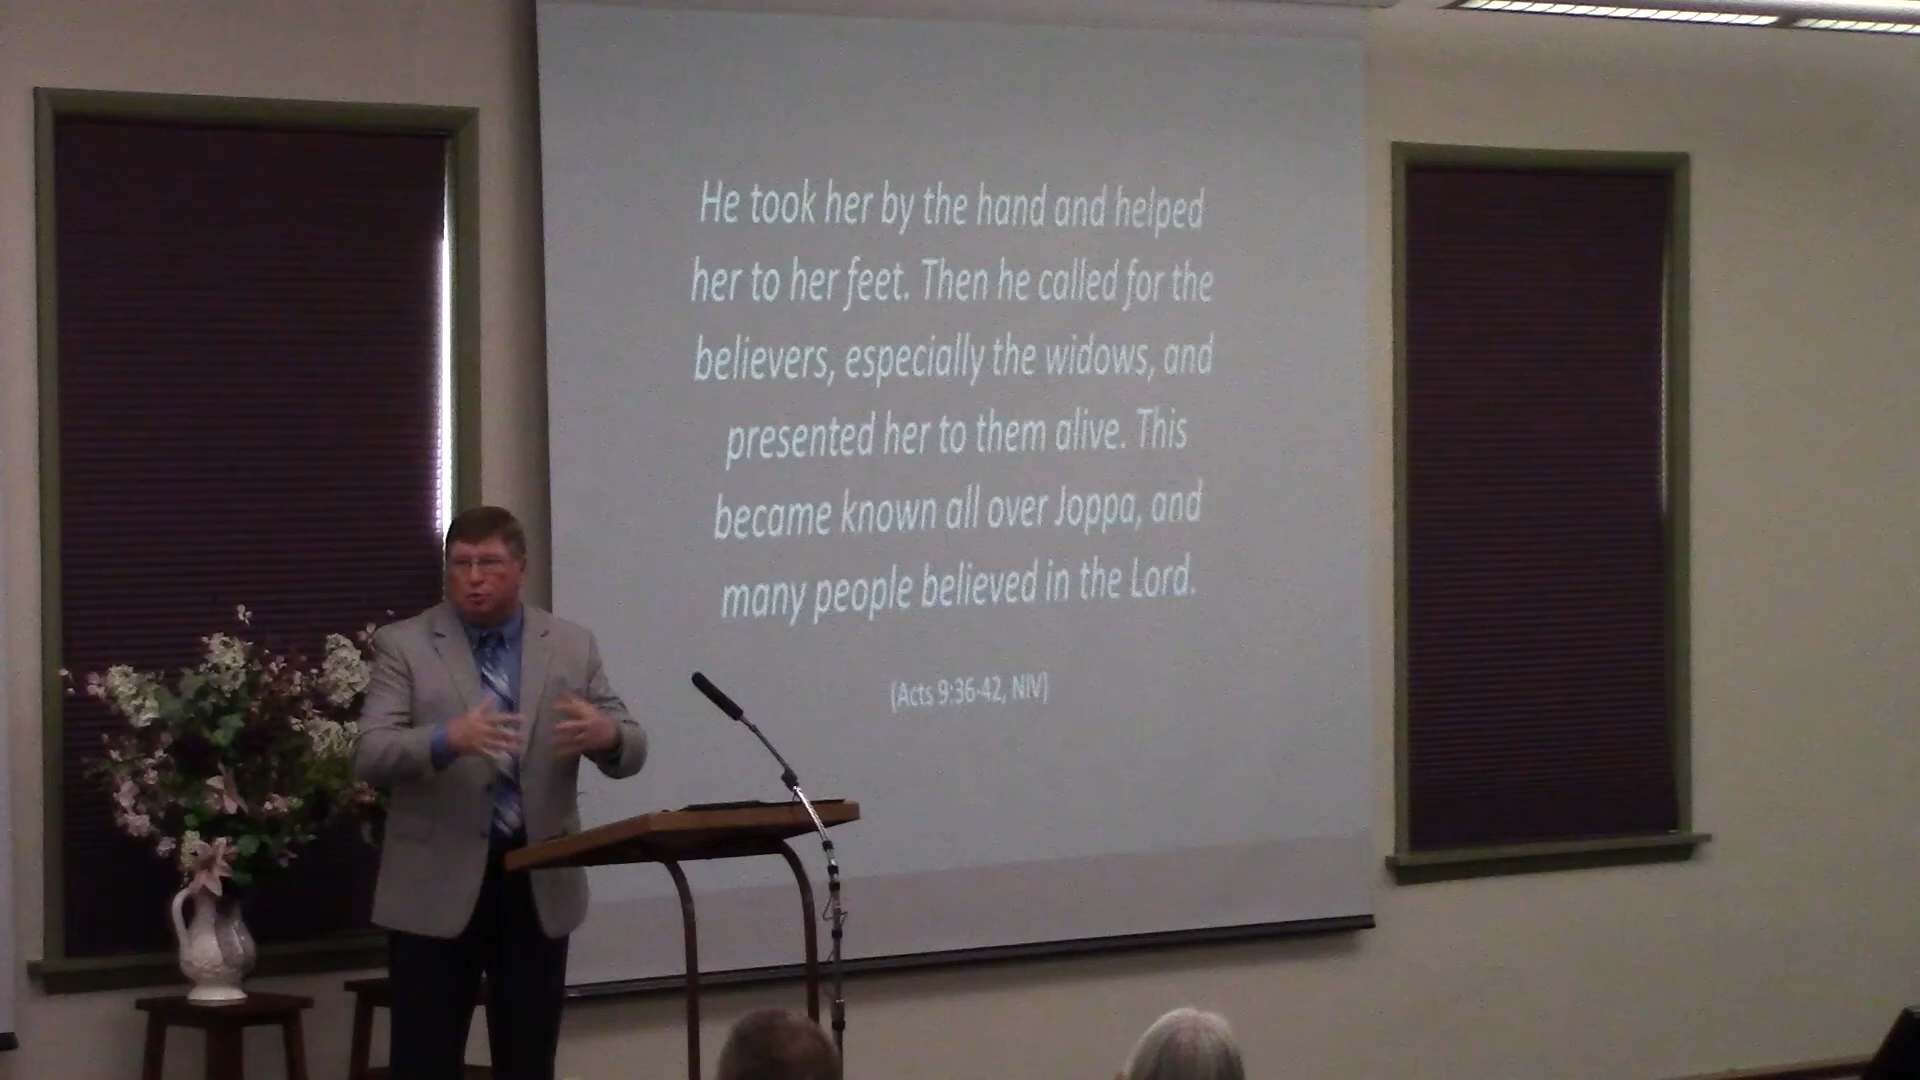 He took her by the hand and helped
her to her feet. Then he called for the
believers, especially the widows, and
presented her to them alive. This
became known all over Joppa, and
many people believed in the Lord.
(Acts 9:36-42, NIV)